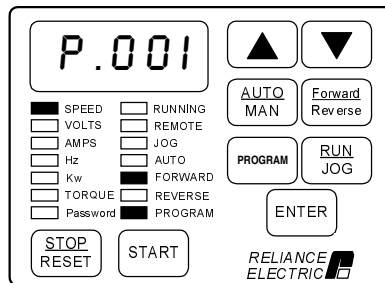 P.001
SPEED
VOLTS
AMPS
Hz
Kw
TORQUE
Password
RUNNING
REMOTE
JOG
AUTO
FORWARD
REVERSE
PROGRAM
AUTO
MAN
Forward
Reverse
PROGRAM
RUN
JOG
ENTER
STOP
RESET
START
RELIANCE
ELECTRIC